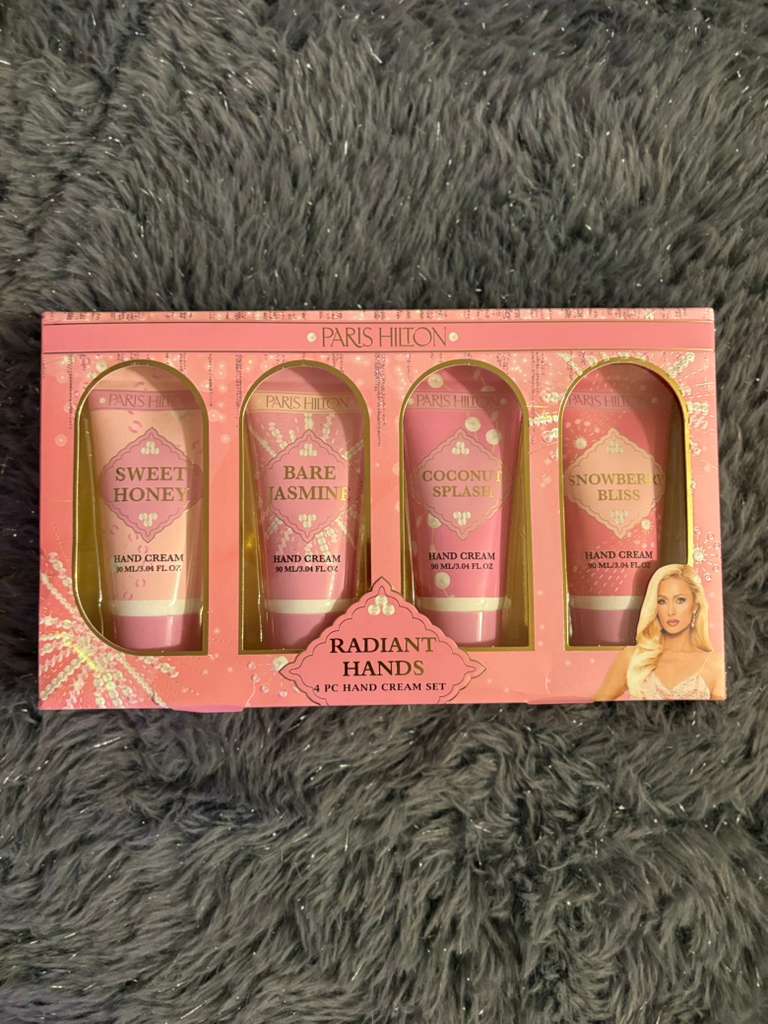 PARIS HILTON
PARIS HILTON
SWEET
HONEY
HAND CREAM
90 ML/3.04 FL OZ
PARIS HILTON
BARE
JASMINE
HAND CREAM
90 ML/3.04 FL OZ
PARIS HILTON
COCONUT
SPLASH
HAND CREAM
90 ML/3.04 FL OZ
PARIS HILTON
SNOWBERRY
BLISS
HAND CREAM
90 ML/3.04 FL OZ
RADIANT
HANDS
4 PC HAND CREAM SET